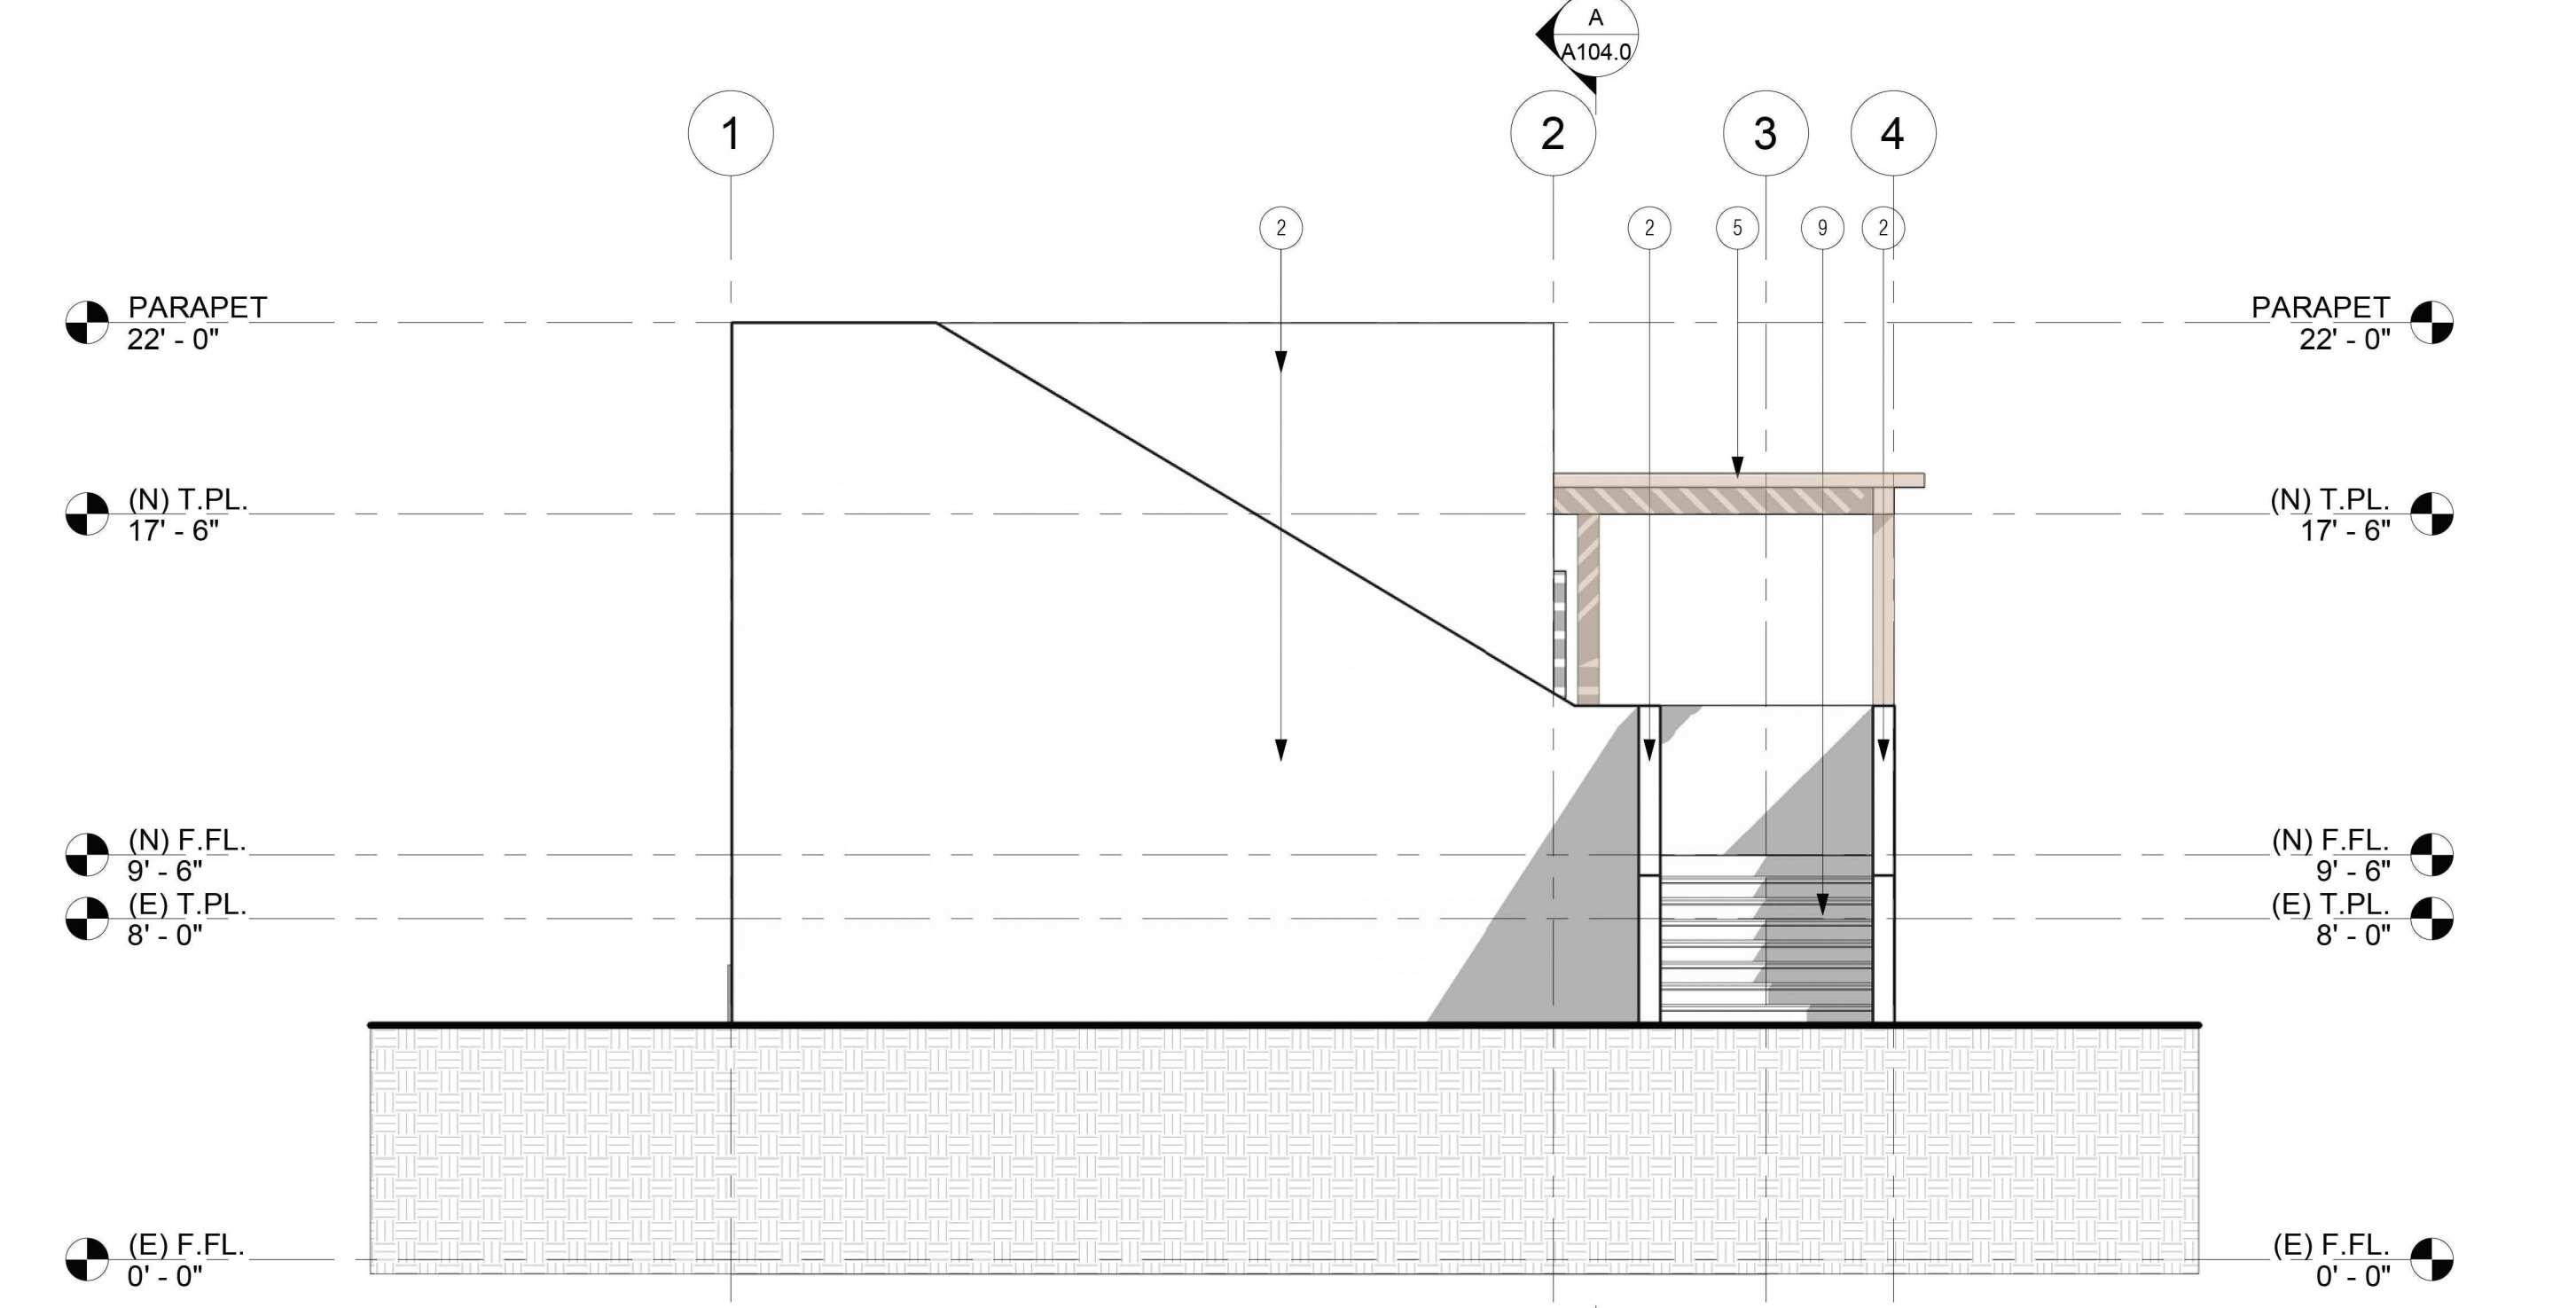 A
A104.0
1
2
3
4
2
2
5
9
2
PARAPET
22' - 0"
PARAPET
22' - 0"
(N) T.PL.
17' - 6"
(N) T.PL.
17' - 6"
(N) F.FL.
9' - 6"
(N) F.FL.
9' - 6"
(E) T.PL.
8' - 0"
(E) T.PL.
8' - 0"
(E) F.FL.
0' - 0"
(E) F.FL.
0' - 0"